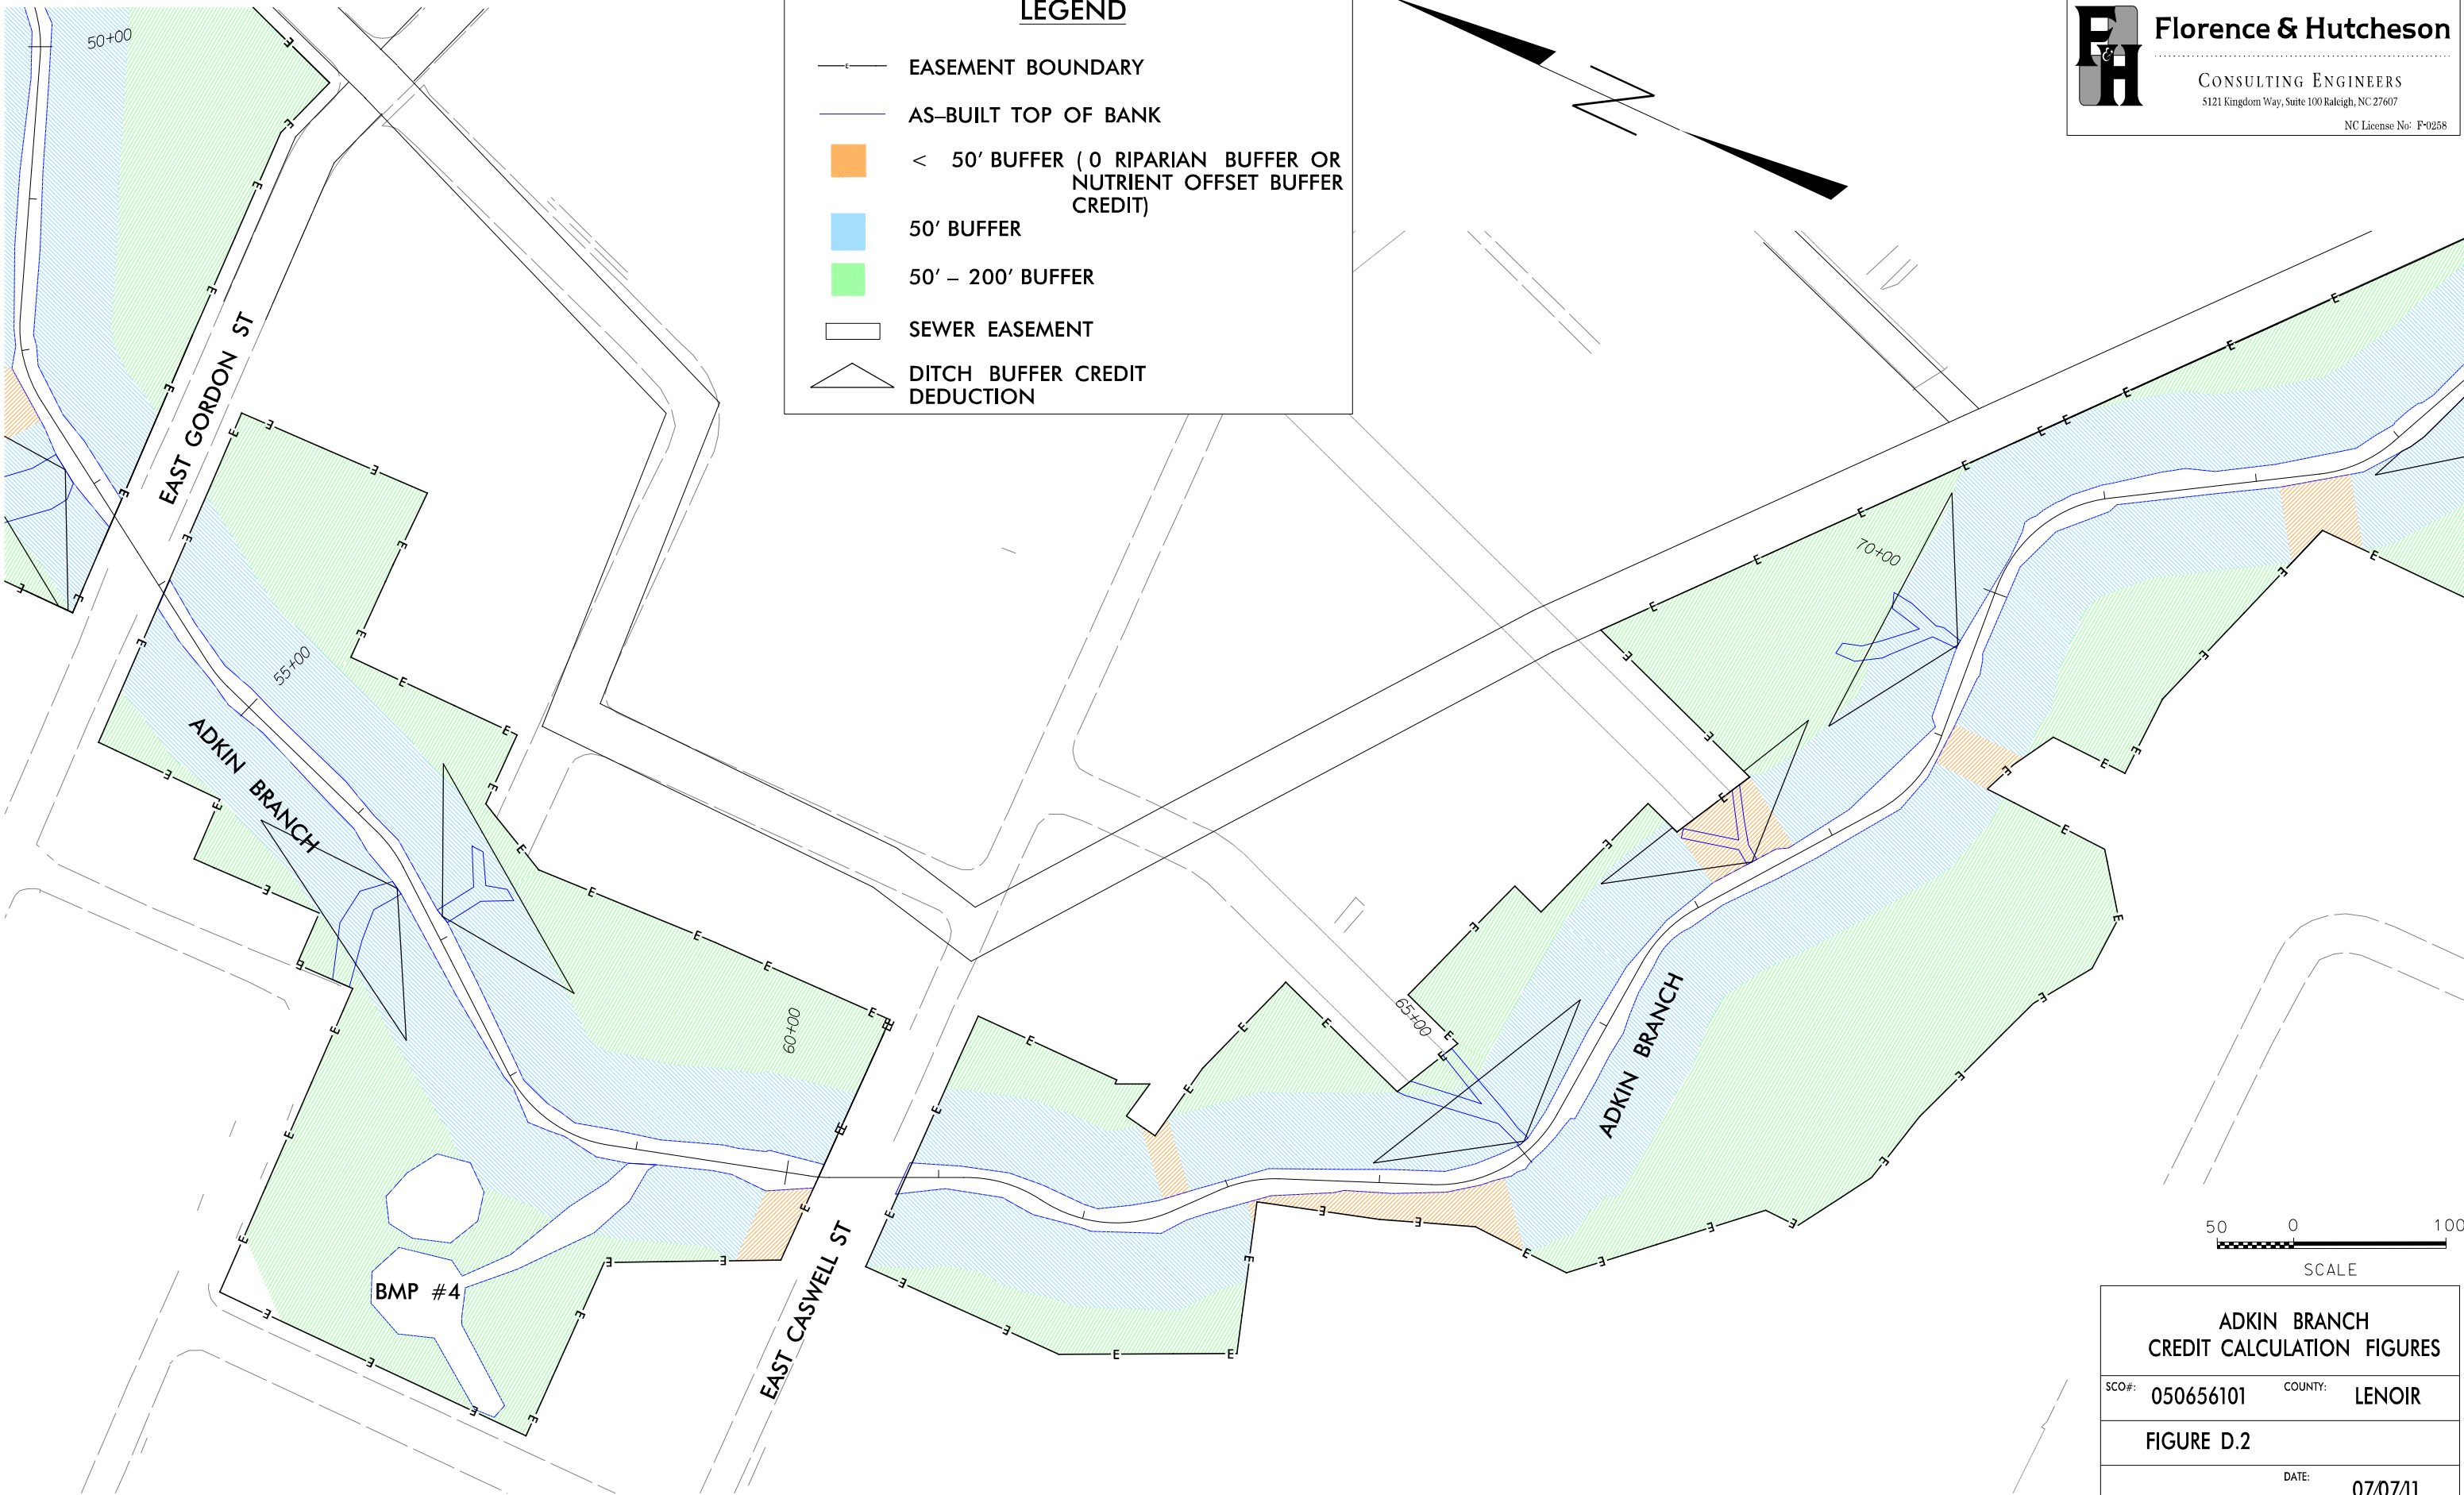 LEGEND
EASEMENT BOUNDARY
AS-BUILT TOP OF BANK
< 50' BUFFER ( 0 RIPARIAN BUFFER OR
NUTRIENT OFFSET BUFFER
CREDIT)
50' BUFFER
50' – 200' BUFFER
SEWER EASEMENT
DITCH BUFFER CREDIT
DEDUCTION
F&H
Florence & Hutcheson
CONSULTING ENGINEERS
5121 Kingdom Way, Suite 100 Raleigh, NC 27607
NC License No: F-0258
50+00
EAST GORDON ST
55+00
ADKIN BRANCH
60+00
BMP #4
EAST CASWELL ST
65+00
ADKIN BRANCH
70+00
50 0 100
SCALE
ADKIN BRANCH
CREDIT CALCULATION FIGURES
SCO#: 050656101 COUNTY: LENOIR
FIGURE D.2
DATE: 07/07/11